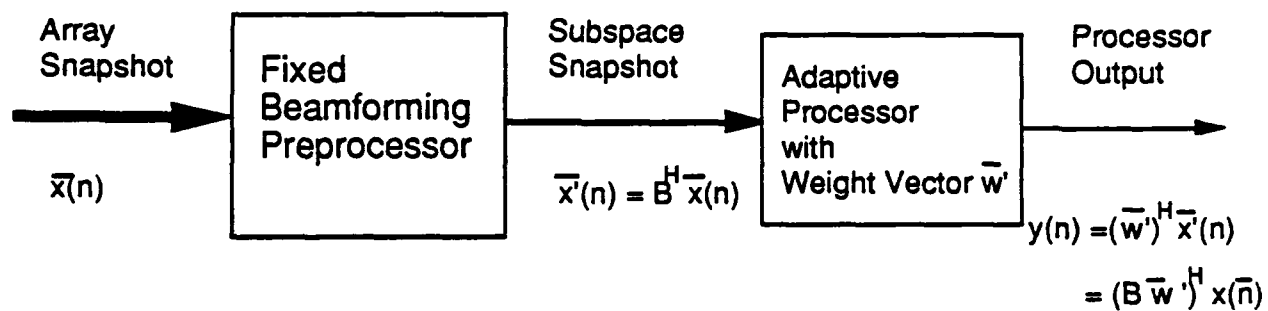 Array
Snapshot
x̅(n)
Fixed
Beamforming
Preprocessor
Subspace
Snapshot
x̅'(n) = B^H x̅(n)
Adaptive
Processor
with
Weight Vector w̅'
Processor
Output
y(n) =(w̅')^H x̅'(n)
= (B w̅ ')^H x(n̅)